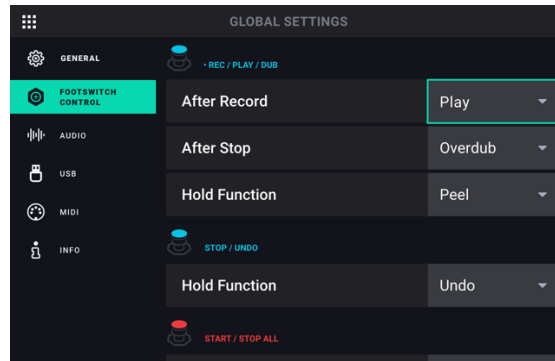 GLOBAL SETTINGS
GENERAL
FOOTSWITCH
CONTROL
AUDIO
USB
MIDI
INFO
• REC / PLAY / DUB
After Record Play
After Stop Overdub
Hold Function Peel
STOP / UNDO
Hold Function Undo
START / STOP ALL